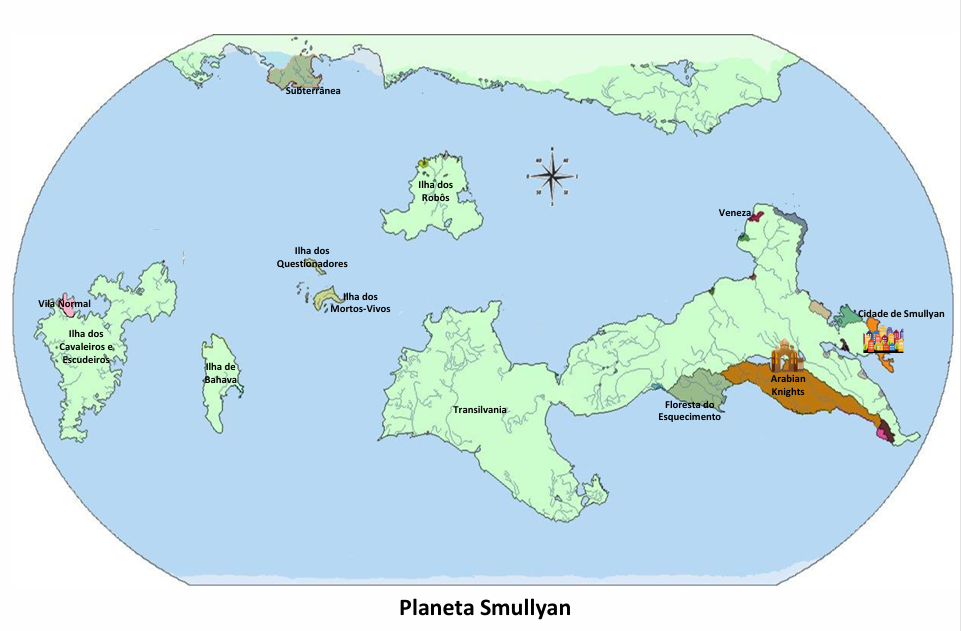 Subterrânea
Ilha dos
Robôs
Veneza
Ilha dos
Questionadores
Ilha dos
Mortos-Vivos
Vila Normal
Ilha dos
Cavaleiros e
Escudeiros
Ilha de
Bahava
Cidade de Smullyan
Arabian
Knights
Transilvania
Floresta do
Esquecimento
Planeta Smullyan